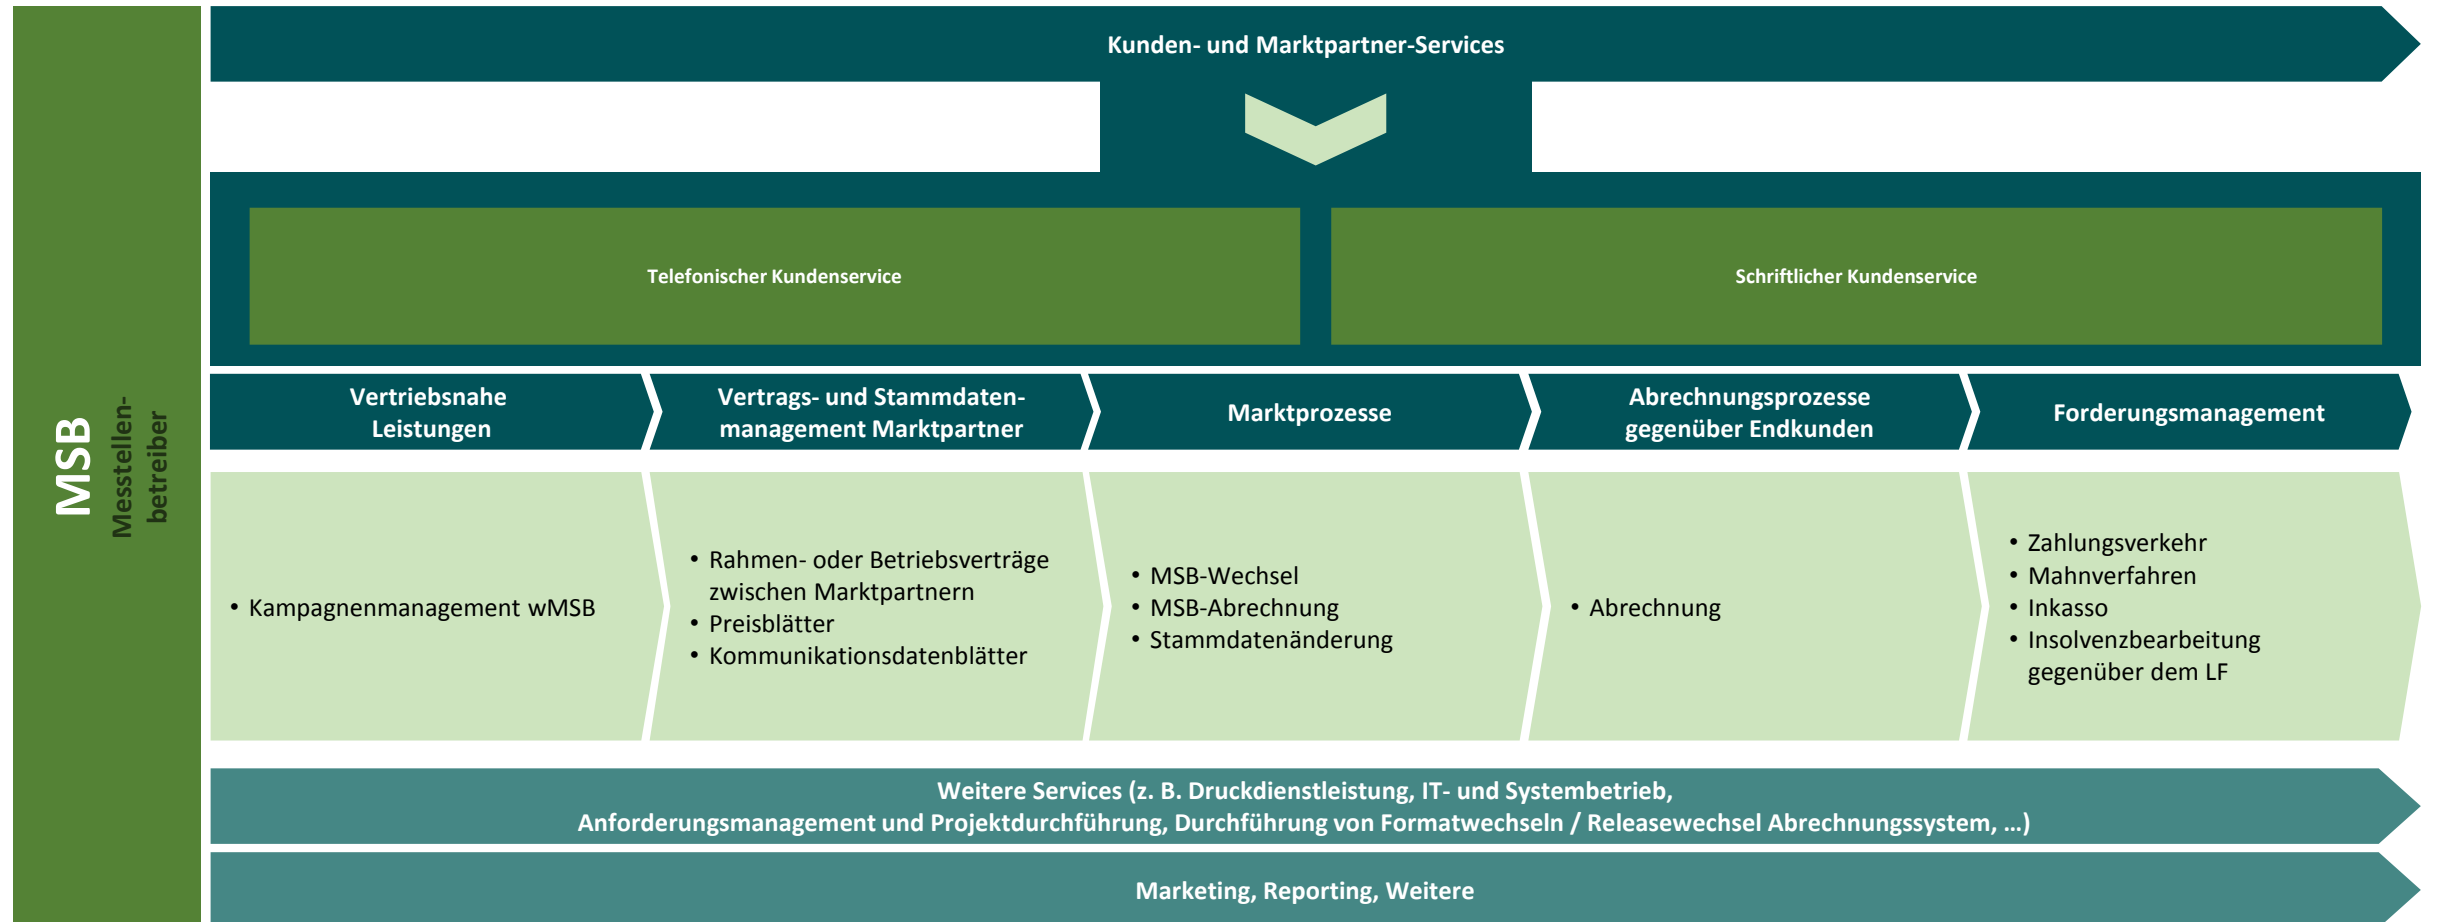 MSB
Messtellen-
betreiber
Kunden- und Marktpartner-Services
Telefonischer Kundenservice
Schriftlicher Kundenservice
Vertriebsnahe
Leistungen
Vertrags- und Stammdaten-
management Marktpartner
Marktprozesse
Abrechnungsprozesse
gegenüber Endkunden
Forderungsmanagement
• Kampagnenmanagement wMSB
• Rahmen- oder Betriebsverträge
zwischen Marktpartnern
• Preisblätter
• Kommunikationsdatenblätter
• MSB-Wechsel
• MSB-Abrechnung
• Stammdatenänderung
• Abrechnung
• Zahlungsverkehr
• Mahnverfahren
• Inkasso
• Insolvenzbearbeitung
gegenüber dem LF
Weitere Services (z. B. Druckdienstleistung, IT- und Systembetrieb,
Anforderungsmanagement und Projektdurchführung, Durchführung von Formatwechseln / Releasewechsel Abrechnungssystem, …)
Marketing, Reporting, Weitere